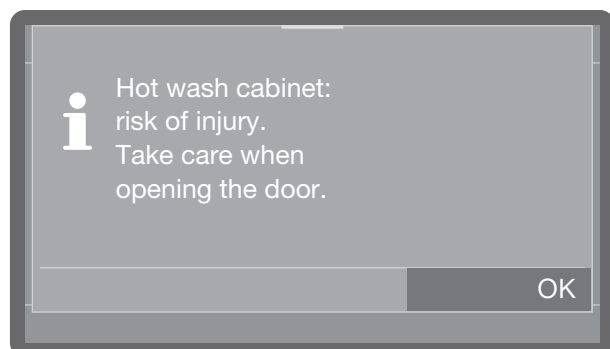 Hot wash cabinet:
risk of injury.
Take care when
opening the door.
OK